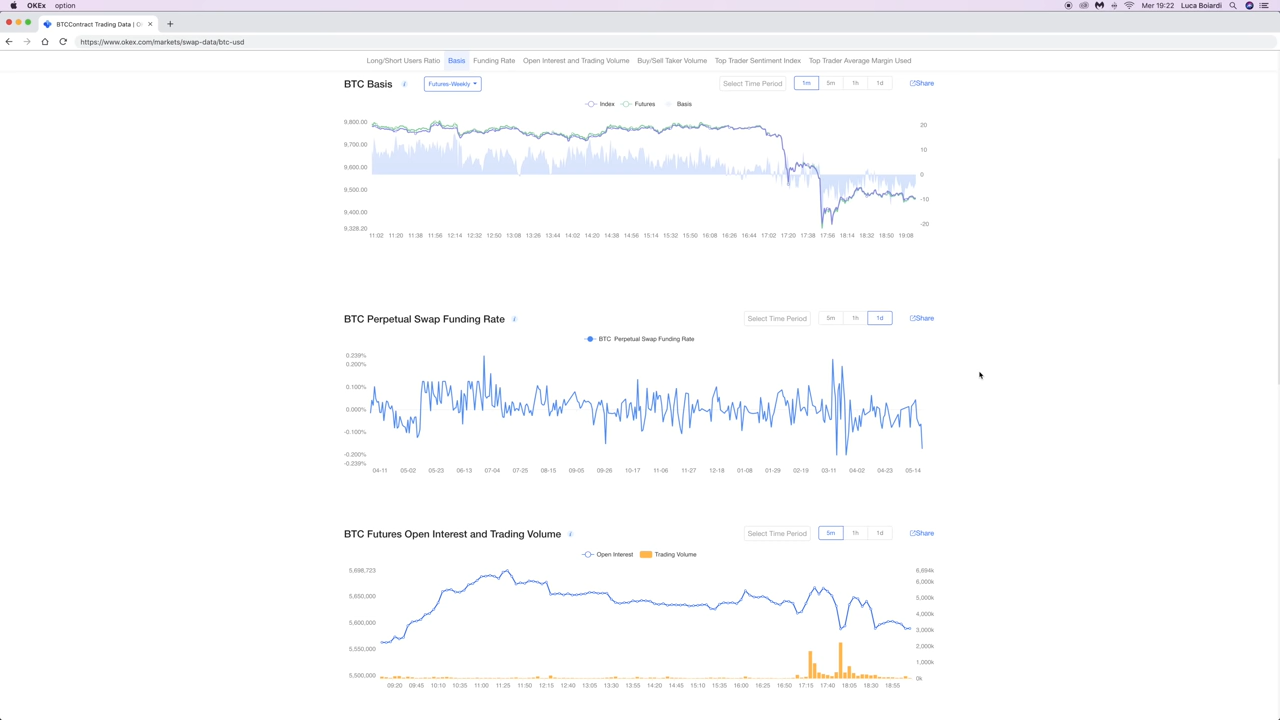 OKEx option
Mer 19:22 Luca Boiardi
BTCContract Trading Data | O
https://www.okex.com/markets/swap-data/btc-usd
Long/Short Users Ratio Basis Funding Rate Open Interest and Trading Volume Buy/Sell Taker Volume Top Trader Sentiment Index Top Trader Average Margin Used
BTC Basis i Futures-Weekly Select Time Period 1m 5m 1h 1d Share
Index Futures Basis
9,800.00 20
9,700.00 10
9,600.00 0
9,500.00 -10
9,400.00 -20
9,328.20
11:02 11:20 11:38 11:56 12:14 12:32 12:50 13:08 13:26 13:44 14:02 14:20 14:38 14:56 15:14 15:32 15:50 16:08 16:26 16:44 17:02 17:20 17:38 17:56 18:14 18:32 18:50 19:08
BTC Perpetual Swap Funding Rate i Select Time Period 5m 1h 1d Share
BTC Perpetual Swap Funding Rate
0.239%
0.200%
0.100%
0.000%
-0.100%
-0.200%
-0.239%
04-11 05-02 05-23 06-13 07-04 07-25 08-15 09-05 09-26 10-17 11-06 11-27 12-18 01-08 01-29 02-19 03-11 04-02 04-23 05-14
BTC Futures Open Interest and Trading Volume i Select Time Period 5m 1h 1d Share
Open Interest Trading Volume
5,698,723 6,694k
6,000k
5,650,000 5,000k
4,000k
5,600,000 3,000k
5,550,000 2,000k
1,000k
5,500,000 0k
09:20 09:45 10:10 10:35 11:00 11:25 11:50 12:15 12:40 13:05 13:30 13:55 14:20 14:45 15:10 15:35 16:00 16:25 16:50 17:15 17:40 18:05 18:30 18:55